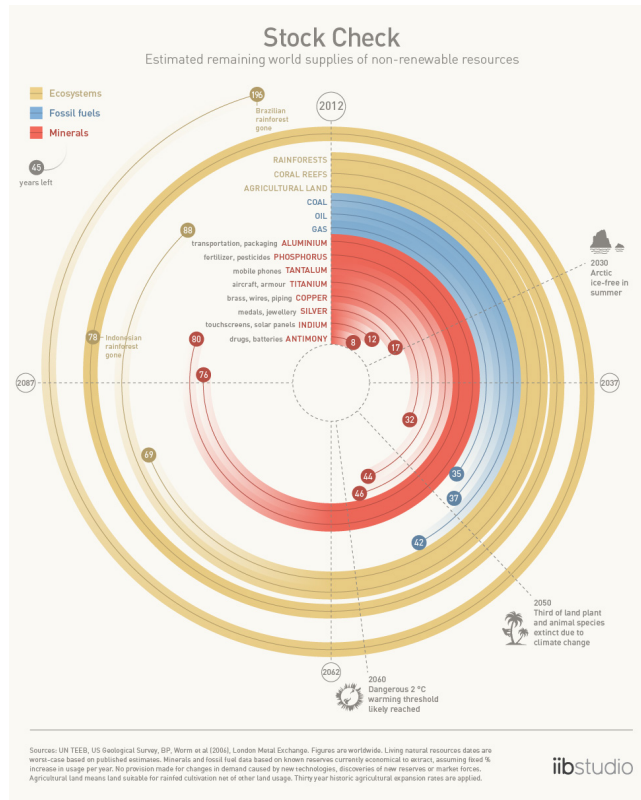 Stock Check
Estimated remaining world supplies of non-renewable resources
Ecosystems
Fossil fuels
Minerals
45
years left
196
Brazilian
rainforest
gone
2012
RAINFORESTS
CORAL REEFS
AGRICULTURAL LAND
COAL
OIL
GAS
transportation, packaging ALUMINIUM
fertilizer, pesticides PHOSPHORUS
mobile phones TANTALUM
aircraft, armour TITANIUM
brass, wires, piping COPPER
medals, jewellery SILVER
touchscreens, solar panels INDIUM
drugs, batteries ANTIMONY
88
78
Indonesian
rainforest
gone
80
76
69
8
12
17
32
44
46
35
37
42
2087
2037
2062
2030
Arctic
ice-free in
summer
2050
Third of land plant
and animal species
extinct due to
climate change
2060
Dangerous 2 °C
warming threshold
likely reached
Sources: UN TEEB, US Geological Survey, BP, Worm et al (2006), London Metal Exchange. Figures are worldwide. Living natural resources dates are
worst-case based on published estimates. Minerals and fossil fuel data based on known reserves currently economical to extract, assuming fixed %
increase in usage per year. No provision made for changes in demand caused by new technologies, discoveries of new reserves or market forces.
Agricultural land means land suitable for rainfed cultivation net of other land usage. Thirty year historic agricultural expansion rates are applied.
iibstudio